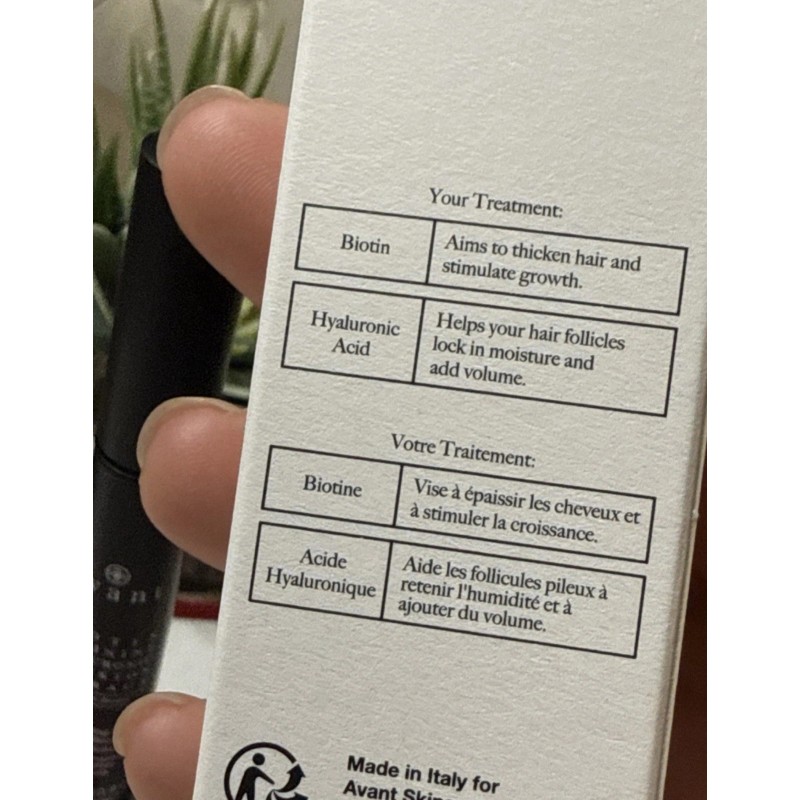 Your Treatment:
Biotin
Aims to thicken hair and
stimulate growth.
Hyaluronic
Acid
Helps your hair follicles
lock in moisture and
add volume.
Votre Traitement:
Biotine
Vise à épaissir les cheveux et
à stimuler la croissance.
Acide
Hyaluronique
Aide les follicules pileux à
retenir l'humidité et à
ajouter du volume.
Made in Italy for
Avant